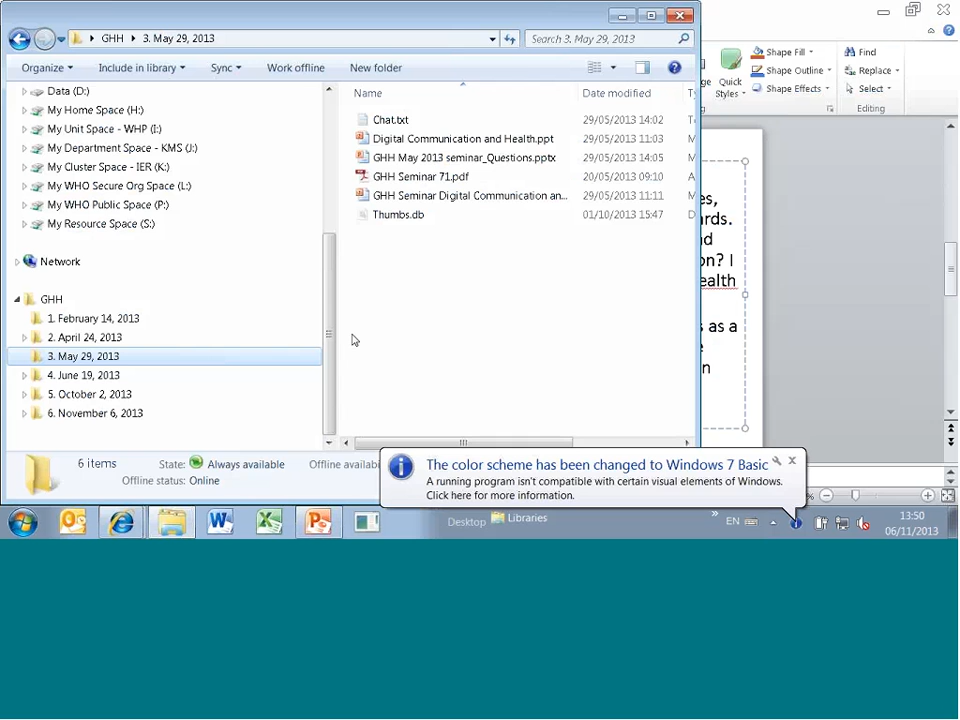 GHH ▸ 3. May 29, 2013
Search 3. May 29, 2013
Organize Include in library Sync Work offline New folder
Name Date modified
Data (D:)
My Home Space (H:)
My Unit Space - WHP (I:)
My Department Space - KMS (J:)
My Cluster Space - IER (K:)
My WHO Secure Org Space (L:)
My WHO Public Space (P:)
My Resource Space (S:)
Network
GHH
1. February 14, 2013
2. April 24, 2013
3. May 29, 2013
4. June 19, 2013
5. October 2, 2013
6. November 6, 2013
Chat.txt 29/05/2013 14:02
Digital Communication and Health.ppt 29/05/2013 11:03 M
GHH May 2013 seminar_Questions.pptx 29/05/2013 14:05 M
GHH Seminar 71.pdf 20/05/2013 09:10 A
GHH Seminar Digital Communication an... 29/05/2013 11:11 M
Thumbs.db 01/10/2013 15:47 D
6 items State: Always available Offline availabi
Offline status: Online
Quick Styles
Shape Fill
Shape Outline
Shape Effects
Find
Replace
Select
Editing
es,
rds.
d
on? I
ealth
s as a
e
n
The color scheme has been changed to Windows 7 Basic
A running program isn't compatible with certain visual elements of Windows.
Click here for more information.
Desktop Libraries
EN
13:50
06/11/2013